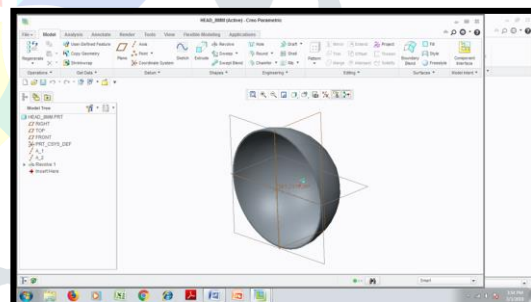 HEAD_9MM (Active) - Creo Parametric
File Model Analysis Annotate Render Tools View Flexible Modeling Applications
Regenerate
User-Defined Feature
Copy Geometry
Shrinkwrap
Plane
Axis
Point
Coordinate System
Sketch
Extrude
Revolve
Sweep
Swept Blend
Hole
Round
Chamfer
Draft
Shell
Rib
Pattern
Mirror
Trim
Merge
Extend
Offset
Intersect
Project
Thicken
Solidify
Boundary Blend
Fill
Style
Freestyle
Component Interface
Operations Get Data Datum Shapes Engineering Editing Surfaces Model Intent
Model Tree
HEAD_9MM.PRT
RIGHT
TOP
FRONT
PRT_CSYS_DEF
A_1
A_2
Revolve 1
Insert Here
Smart